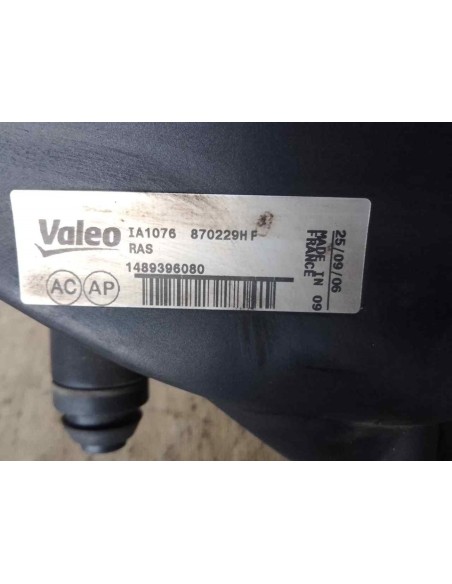 Valeo
IA1076 870229H F
RAS
1489396080
AC AP
25/09/06
MADE IN 09
FRANCE